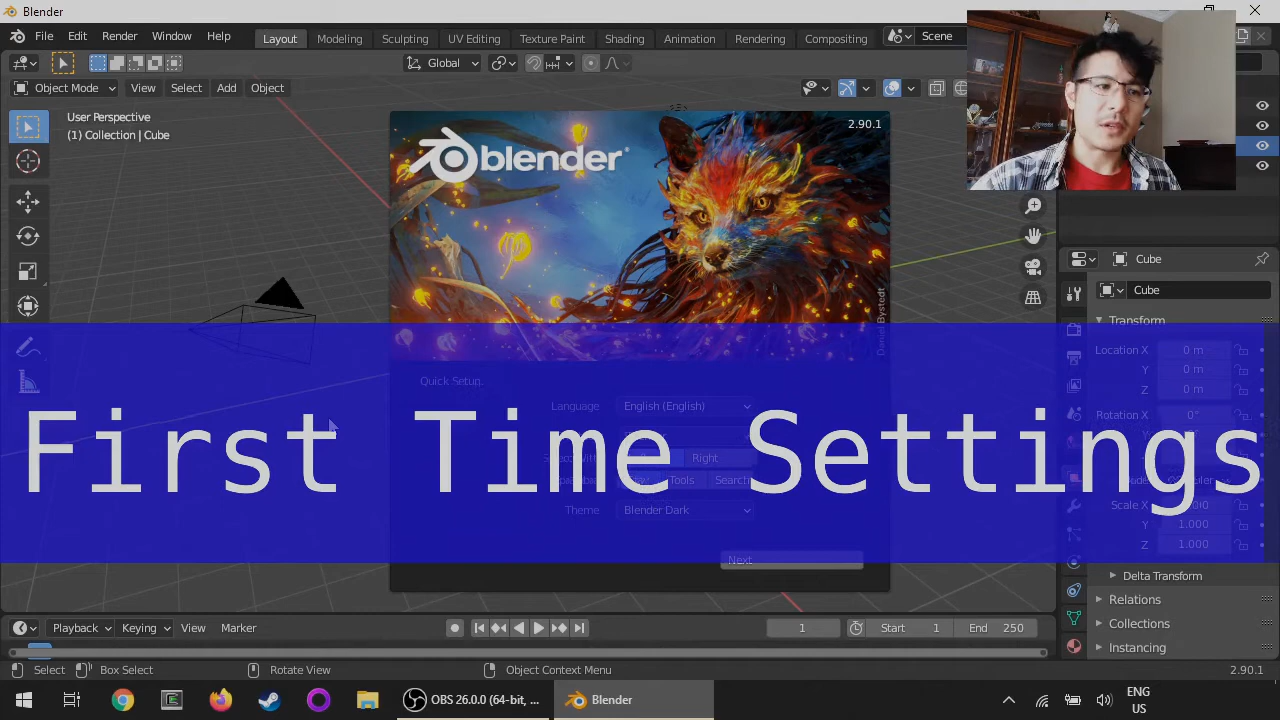 Blender
File Edit Render Window Help Layout Modeling Sculpting UV Editing Texture Paint Shading Animation Rendering Compositing Scene
Global
Object Mode View Select Add Object
User Perspective
(1) Collection | Cube
2.90.1
blender
Daniel Bystedt
Cube
Cube
Transform
Location X 0 m
Y 0 m
Z 0 m
Rotation X 0°
Quick Setup
Language English (English)
Right
Tools Search
Theme Blender Dark
Next
First Time Settings
Scale X
Y 1.000
Z 1.000
Delta Transform
Relations
Collections
Instancing
Playback Keying View Marker 1 Start 1 End 250
Select Box Select Rotate View Object Context Menu 2.90.1
OBS 26.0.0 (64-bit, ... Blender ENG
US